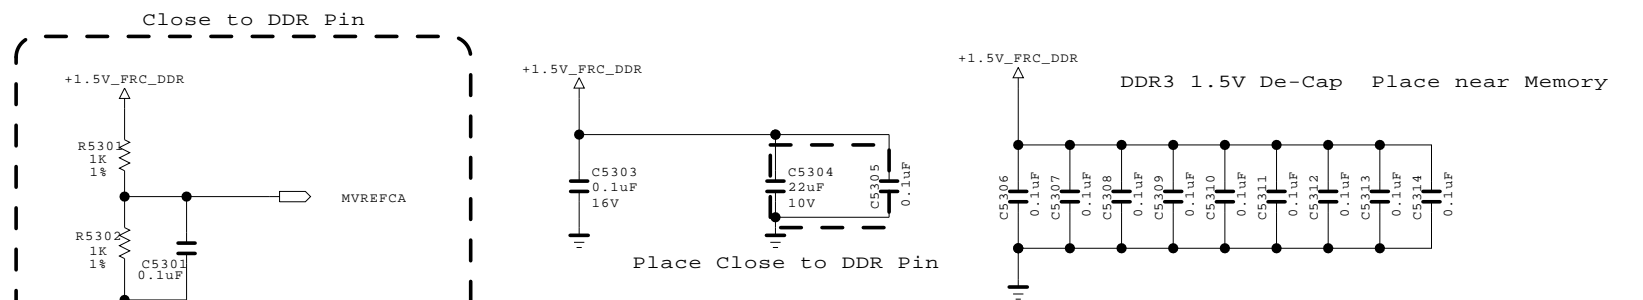 Close to DDR Pin
+1.5V_FRC_DDR
R5301
1K
1%
MVREFCA
R5302
1K
1%
C5301
0.1uF
+1.5V_FRC_DDR
C5303
0.1uF
16V
C5304
22uF
10V
C5305
0.1uF
Place Close to DDR Pin
+1.5V_FRC_DDR
DDR3 1.5V De-Cap Place near Memory
C5306
0.1uF
C5307
0.1uF
C5308
0.1uF
C5309
0.1uF
C5310
0.1uF
C5311
0.1uF
C5312
0.1uF
C5313
0.1uF
C5314
0.1uF